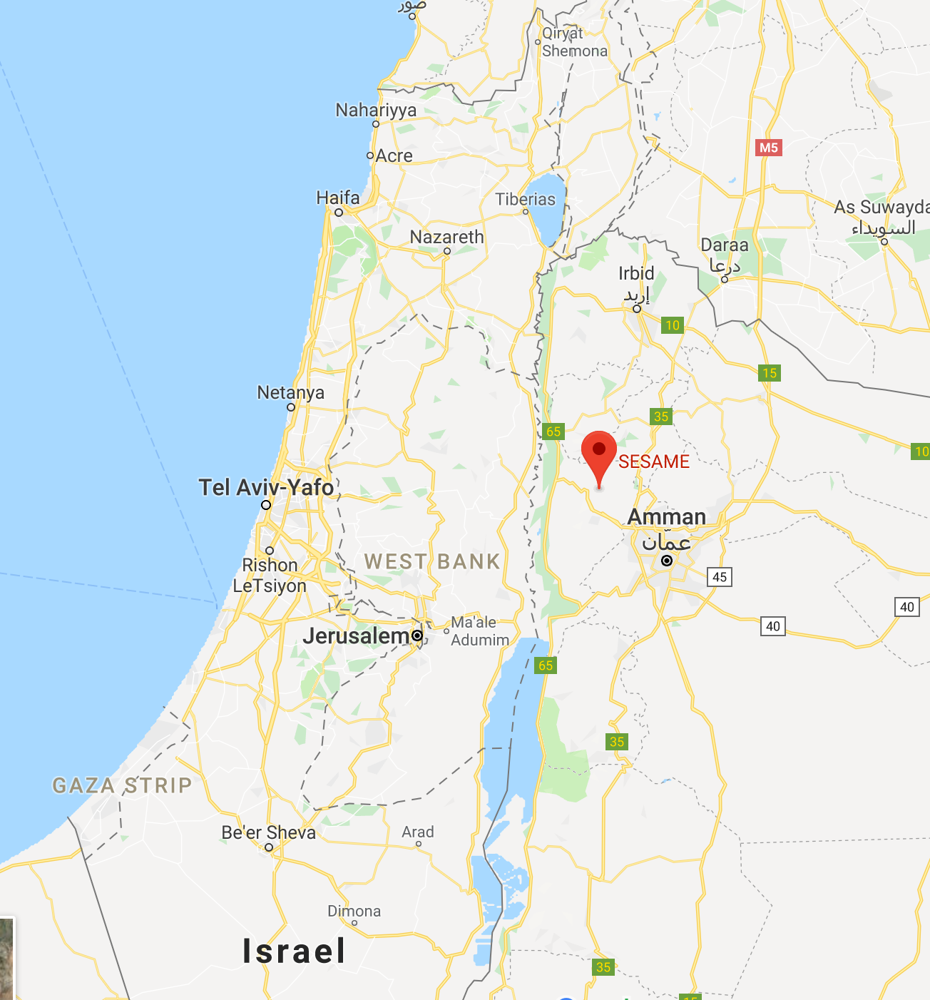 صور
Qiryat
Shemona
Nahariyya
Acre
M5
Haifa
Tiberias
As Suwayda
السويداء
Nazareth
Daraa
درعا
Irbid
إربد
10
15
Netanya
35
65
10
SESAME
Tel Aviv-Yafo
Amman
عمّان
WEST BANK
Rishon
LeTsiyon
45
40
40
Ma'ale
Adumim
Jerusalem
65
35
GAZA STRIP
Be'er Sheva
Arad
Dimona
Israel
35